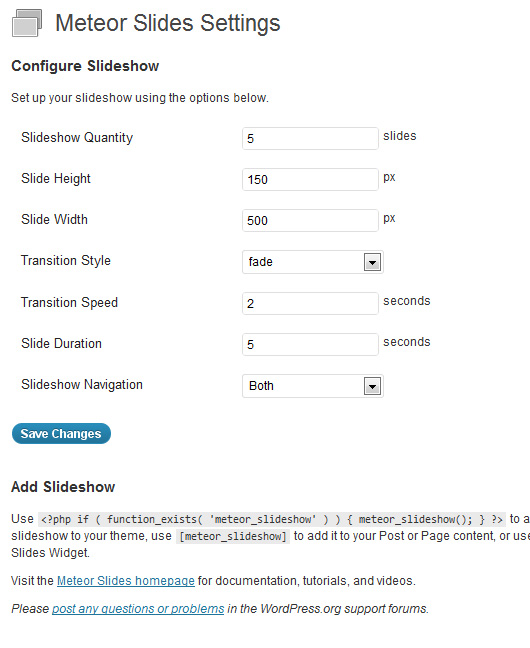 Meteor Slides Settings
Configure Slideshow
Set up your slideshow using the options below.
Slideshow Quantity 5 slides
Slide Height 150 px
Slide Width 500 px
Transition Style fade
Transition Speed 2 seconds
Slide Duration 5 seconds
Slideshow Navigation Both
Save Changes
Add Slideshow
Use <?php if ( function_exists( 'meteor_slideshow' ) ) { meteor_slideshow(); } ?> to a
slideshow to your theme, use [meteor_slideshow] to add it to your Post or Page content, or use
Slides Widget.
Visit the Meteor Slides homepage for documentation, tutorials, and videos.
Please post any questions or problems in the WordPress.org support forums.